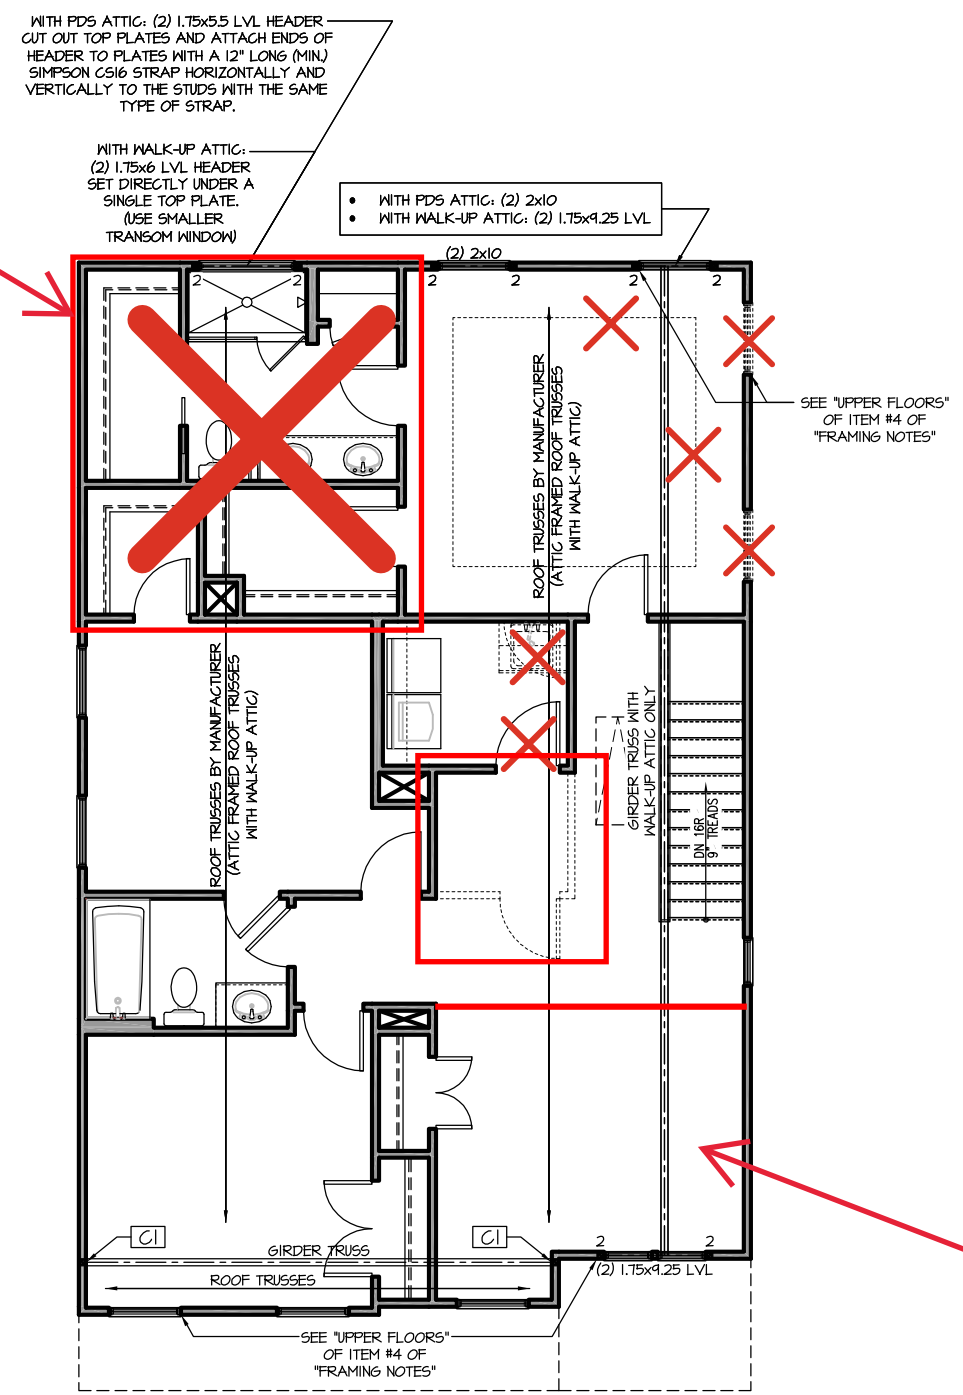 WITH PDS ATTIC: (2) 1.75x5.5 LVL HEADER
CUT OUT TOP PLATES AND ATTACH ENDS OF
HEADER TO PLATES WITH A 12" LONG (MIN.)
SIMPSON CS16 STRAP HORIZONTALLY AND
VERTICALLY TO THE STUDS WITH THE SAME
TYPE OF STRAP.
WITH WALK-UP ATTIC:
(2) 1.75x6 LVL HEADER
SET DIRECTLY UNDER A
SINGLE TOP PLATE.
(USE SMALLER
TRANSOM WINDOW)
• WITH PDS ATTIC: (2) 2x10
• WITH WALK-UP ATTIC: (2) 1.75x9.25 LVL
(2) 2x10
2
2
2
2
2
2
SEE "UPPER FLOORS"
OF ITEM #4 OF
"FRAMING NOTES"
ROOF TRUSSES BY MANUFACTURER
(ATTIC FRAMED ROOF TRUSSES
WITH WALK-UP ATTIC)
ROOF TRUSSES BY MANUFACTURER
(ATTIC FRAMED ROOF TRUSSES
WITH WALK-UP ATTIC)
GIRDER TRUSS WITH
WALK-UP ATTIC ONLY
DN 16R
9" TREADS
C1
C1
GIRDER TRUSS
ROOF TRUSSES
2
2
(2) 1.75x9.25 LVL
SEE "UPPER FLOORS"
OF ITEM #4 OF
"FRAMING NOTES"